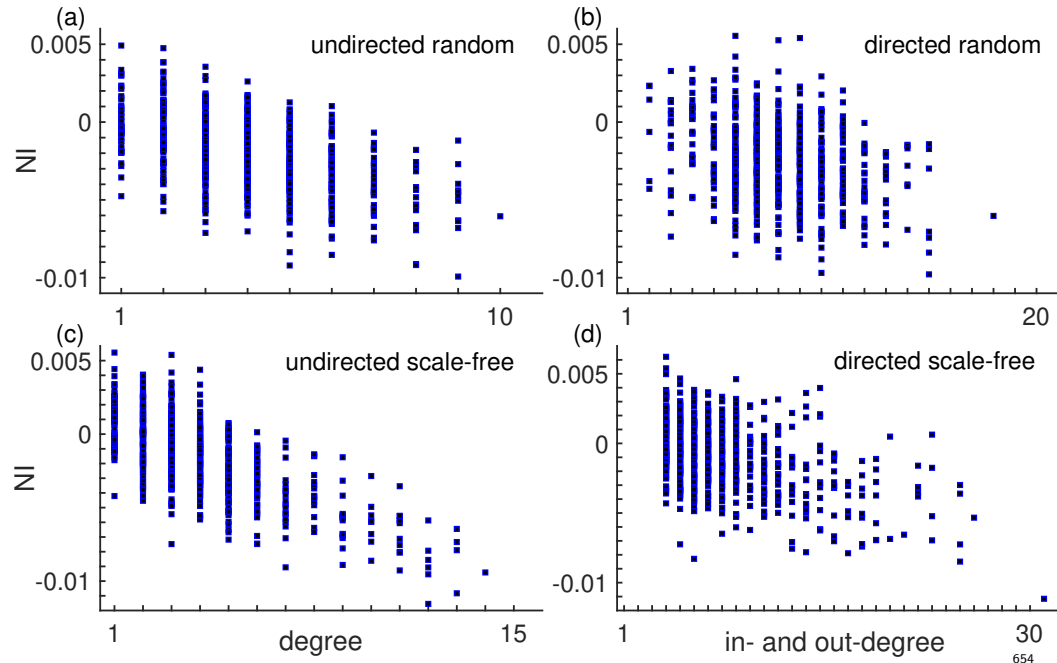 (a)
undirected random
0.005
0
-0.01
NI
1
10
(b)
directed random
0.005
0
-0.01
1
20
(c)
undirected scale-free
0.005
0
-0.01
NI
1
degree
15
(d)
directed scale-free
0.005
0
-0.01
1
in- and out-degree
30
654